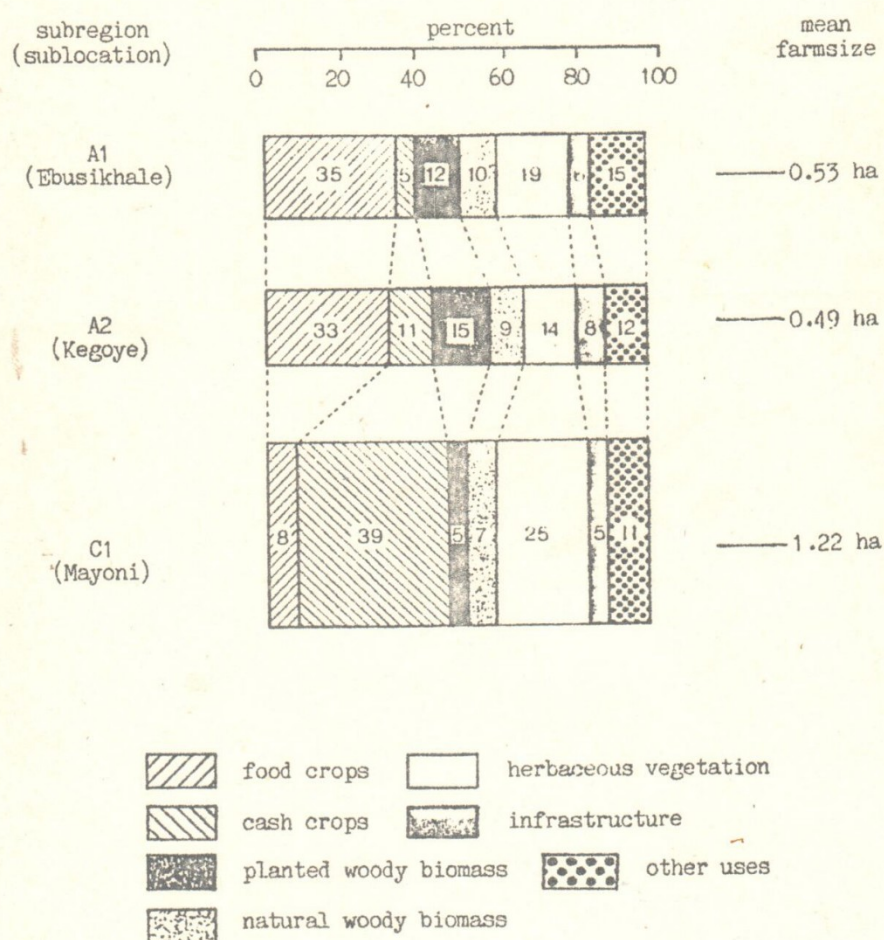 subregion
(sublocation)
percent
mean
farmsize
0 20 40 60 80 100
A1
(Ebusikhale)
35 5 12 10 19 6 15
0.53 ha
A2
(Kegoye)
33 11 15 9 14 8 12
0.49 ha
C1
(Mayoni)
8 39 5 7 25 5 11
1.22 ha
food crops
herbaceous vegetation
cash crops
infrastructure
planted woody biomass
other uses
natural woody biomass